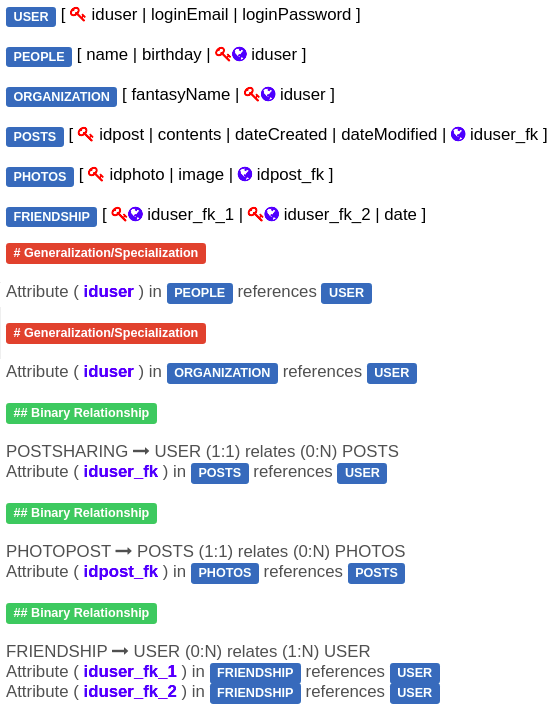 USER [ iduser | loginEmail | loginPassword ]
PEOPLE [ name | birthday | iduser ]
ORGANIZATION [ fantasyName | iduser ]
POSTS [ idpost | contents | dateCreated | dateModified | iduser_fk ]
PHOTOS [ idphoto | image | idpost_fk ]
FRIENDSHIP [ iduser_fk_1 | iduser_fk_2 | date ]
# Generalization/Specialization
Attribute ( iduser ) in PEOPLE references USER
# Generalization/Specialization
Attribute ( iduser ) in ORGANIZATION references USER
## Binary Relationship
POSTSHARING → USER (1:1) relates (0:N) POSTS
Attribute ( iduser_fk ) in POSTS references USER
## Binary Relationship
PHOTOPOST → POSTS (1:1) relates (0:N) PHOTOS
Attribute ( idpost_fk ) in PHOTOS references POSTS
## Binary Relationship
FRIENDSHIP → USER (0:N) relates (1:N) USER
Attribute ( iduser_fk_1 ) in FRIENDSHIP references USER
Attribute ( iduser_fk_2 ) in FRIENDSHIP references USER